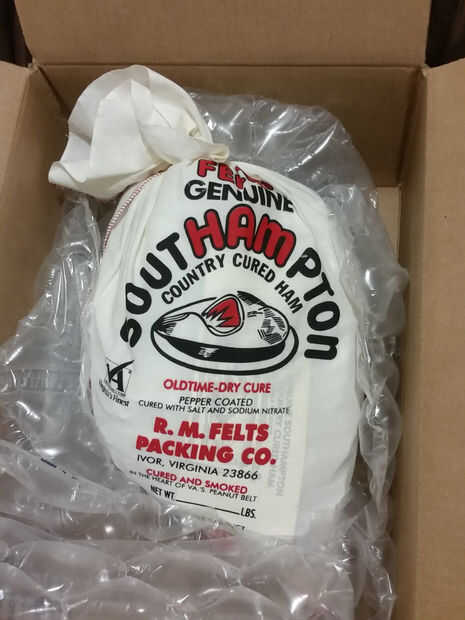 GENUINE
SOUTHAMPTON
COUNTRY CURED HAM
OLDTIME-DRY CURE
PEPPER COATED
CURED WITH SALT AND SODIUM NITRATE
R. M. FELTS
PACKING CO.
IVOR, VIRGINIA 23866
CURED AND SMOKED
IN THE HEART OF VA'S PEANUT BELT
NET WT. LBS.
Finest